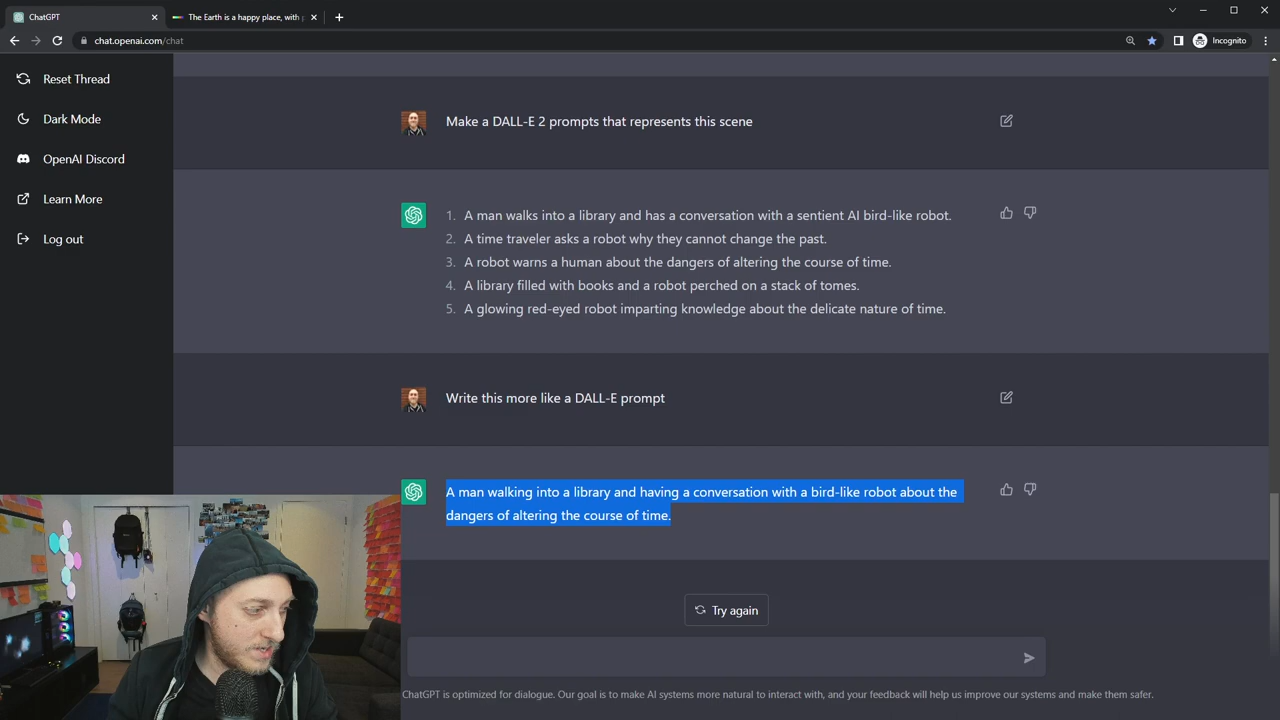 ChatGPT
The Earth is a happy place, with
chat.openai.com/chat
Incognito
Reset Thread
Dark Mode
OpenAI Discord
Learn More
Log out
Make a DALL-E 2 prompts that represents this scene
1. A man walks into a library and has a conversation with a sentient AI bird-like robot.
2. A time traveler asks a robot why they cannot change the past.
3. A robot warns a human about the dangers of altering the course of time.
4. A library filled with books and a robot perched on a stack of tomes.
5. A glowing red-eyed robot imparting knowledge about the delicate nature of time.
Write this more like a DALL-E prompt
A man walking into a library and having a conversation with a bird-like robot about the
dangers of altering the course of time.
Try again
ChatGPT is optimized for dialogue. Our goal is to make AI systems more natural to interact with, and your feedback will help us improve our systems and make them safer.